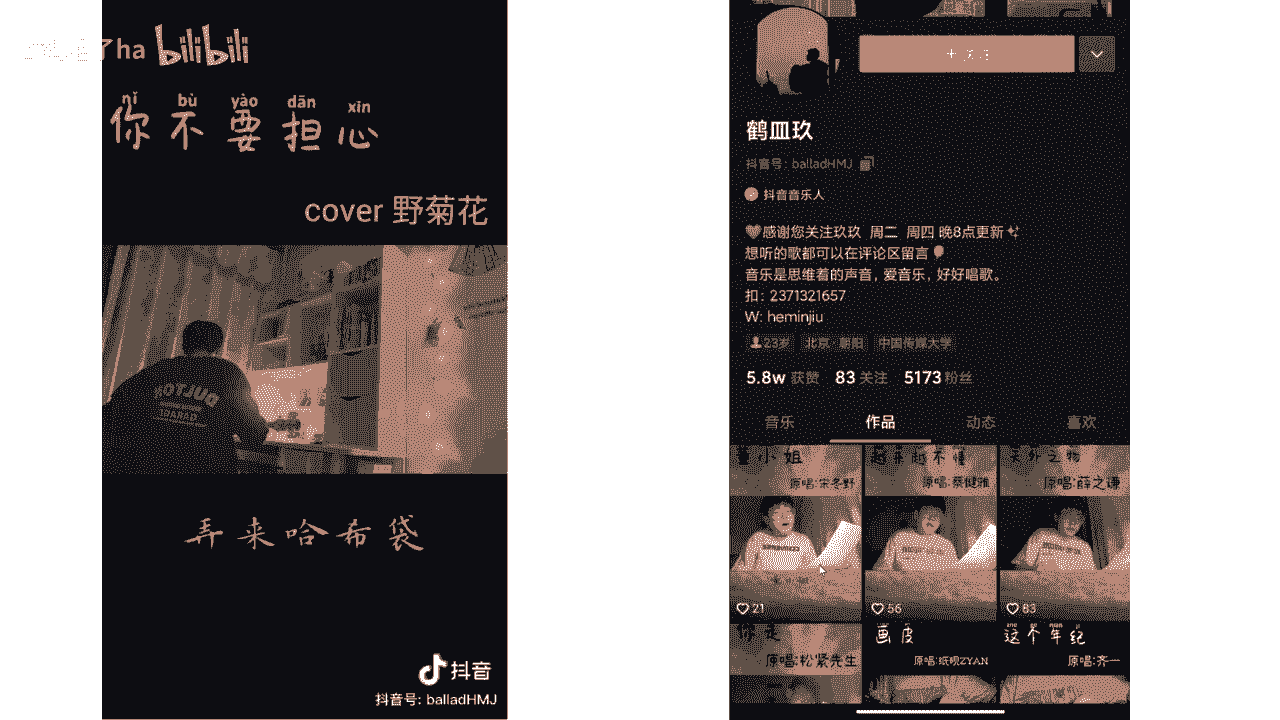 ha bilibili
nǐ bù yào dān xīn
你不要担心
cover 野菊花
DULTON
弄来哈布袋
抖音
抖音号: balladHMJ
鹤皿玖
抖音号: balladHMJ
抖音音乐人
感谢您关注玖玖 周二 周四 晚8点更新
想听的歌都可以在评论区留言
音乐是思维着的声音，爱音乐，好好唱歌。
扣: 2371321657
W: heminjiu
23岁 北京·朝阳 中国传媒大学
5.8w 获赞 83 关注 5173 粉丝
音乐 作品 动态 喜欢
董小姐 越来越不懂 天外之物
原唱:宋冬野 原唱:蔡健雅 原唱:薛之谦
21 56 83
你是 画皮 这个年纪
原唱:松紧先生 原唱:纸砚ZYAN 原唱:齐一